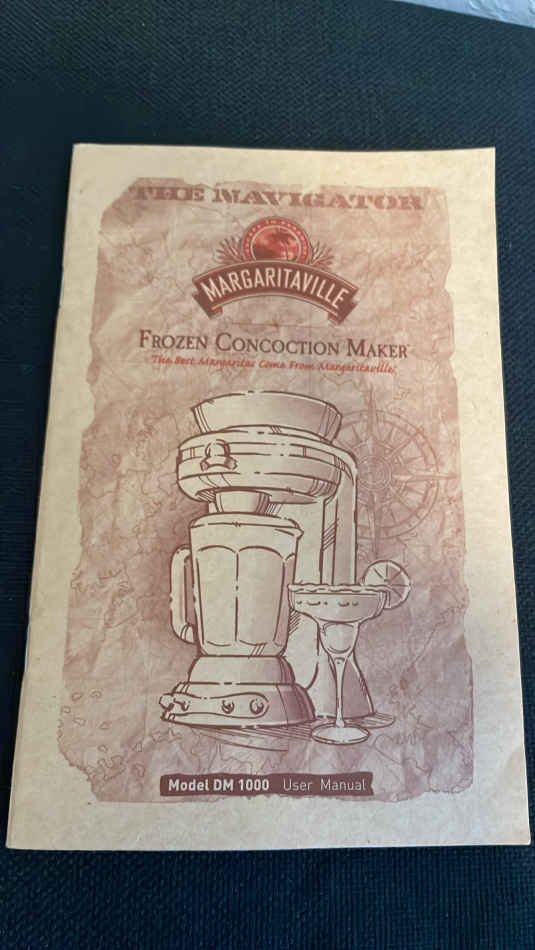 THE NAVIGATOR
MARGARITAVILLE
FROZEN CONCOCTION MAKER
The Best Margaritas Come From Margaritaville.
Model DM 1000 User Manual